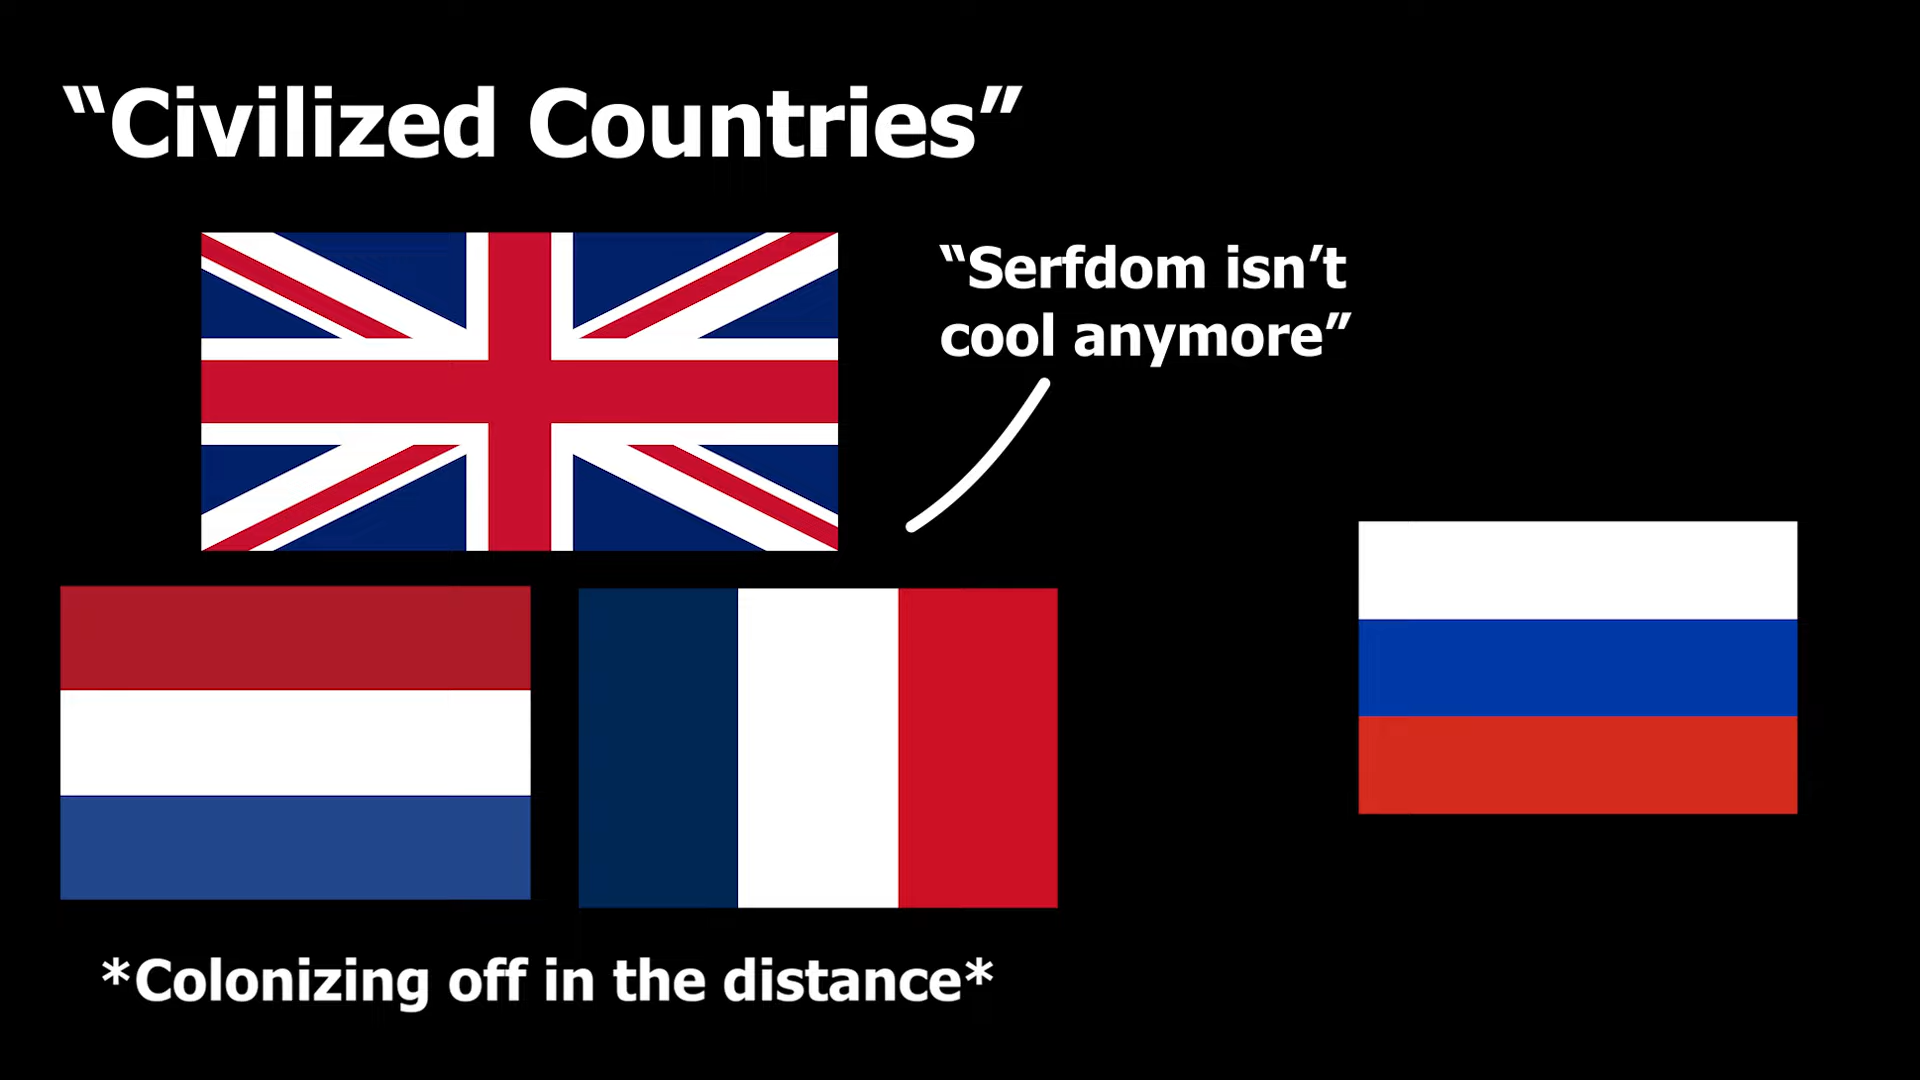 “Civilized Countries”
“Serfdom isn’t
cool anymore”
*Colonizing off in the distance*